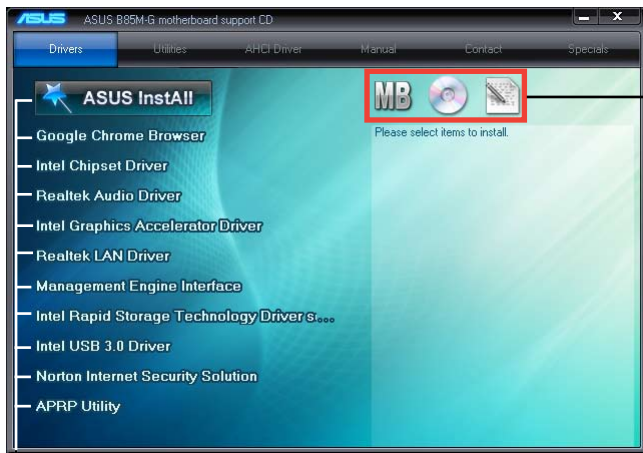 ASUS ASUS B85M-G motherboard support CD
Drivers Utilities AHCI Driver Manual Contact Specials
ASUS InstAll
MB
Google Chrome Browser
Please select items to install.
Intel Chipset Driver
Realtek Audio Driver
Intel Graphics Accelerator Driver
Realtek LAN Driver
Management Engine Interface
Intel Rapid Storage Technology Driver s...
Intel USB 3.0 Driver
Norton Internet Security Solution
APRP Utility